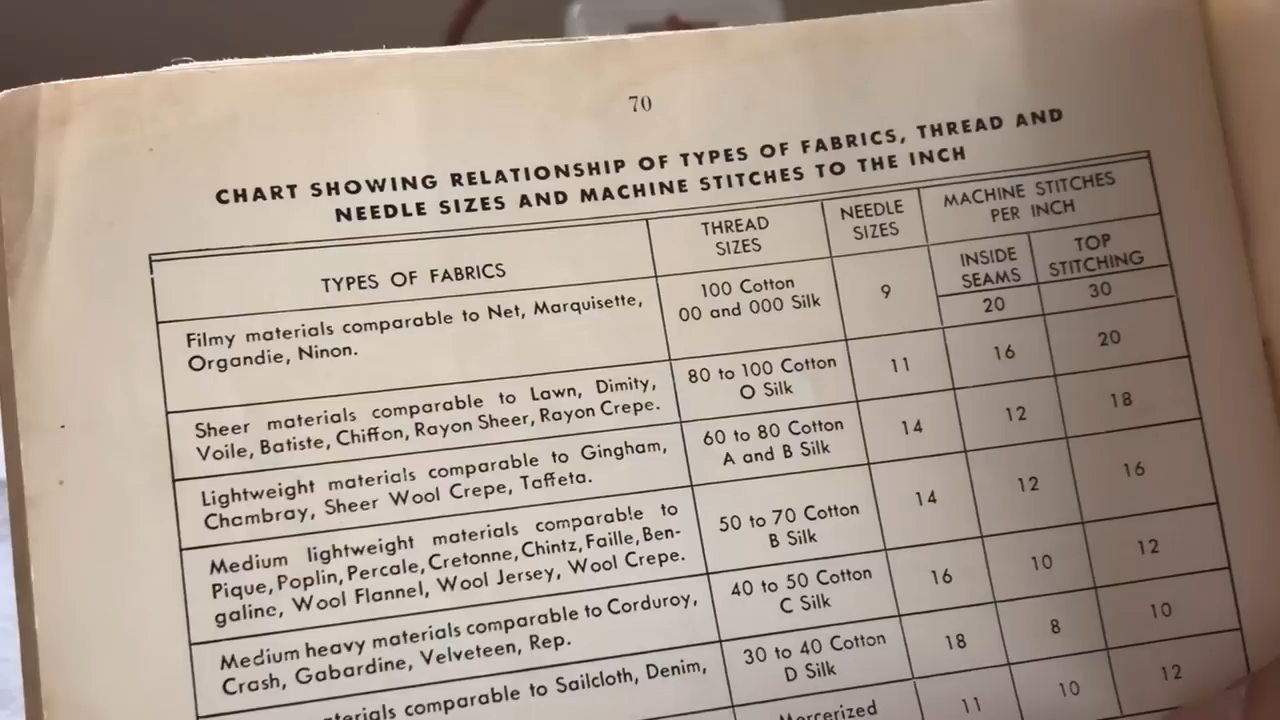 70
CHART SHOWING RELATIONSHIP OF TYPES OF FABRICS, THREAD AND
NEEDLE SIZES AND MACHINE STITCHES TO THE INCH
TYPES OF FABRICS
THREAD
SIZES
NEEDLE
SIZES
MACHINE STITCHES
PER INCH
INSIDE
SEAMS
TOP
STITCHING
Filmy materials comparable to Net, Marquisette,
Organdie, Ninon.
100 Cotton
00 and 000 Silk
9
20
30
Sheer materials comparable to Lawn, Dimity,
Voile, Batiste, Chiffon, Rayon Sheer, Rayon Crepe.
80 to 100 Cotton
O Silk
11
16
20
Lightweight materials comparable to Gingham,
Chambray, Sheer Wool Crepe, Taffeta.
60 to 80 Cotton
A and B Silk
14
12
18
Medium lightweight materials comparable to
Pique, Poplin, Percale, Cretonne, Chintz, Faille, Ben-
galine, Wool Flannel, Wool Jersey, Wool Crepe.
50 to 70 Cotton
B Silk
14
12
16
Medium heavy materials comparable to Corduroy,
Crash, Gabardine, Velveteen, Rep.
40 to 50 Cotton
C Silk
16
10
12
comparable to Sailcloth, Denim,
30 to 40 Cotton
D Silk
18
8
10
Mercerized
11
10
12